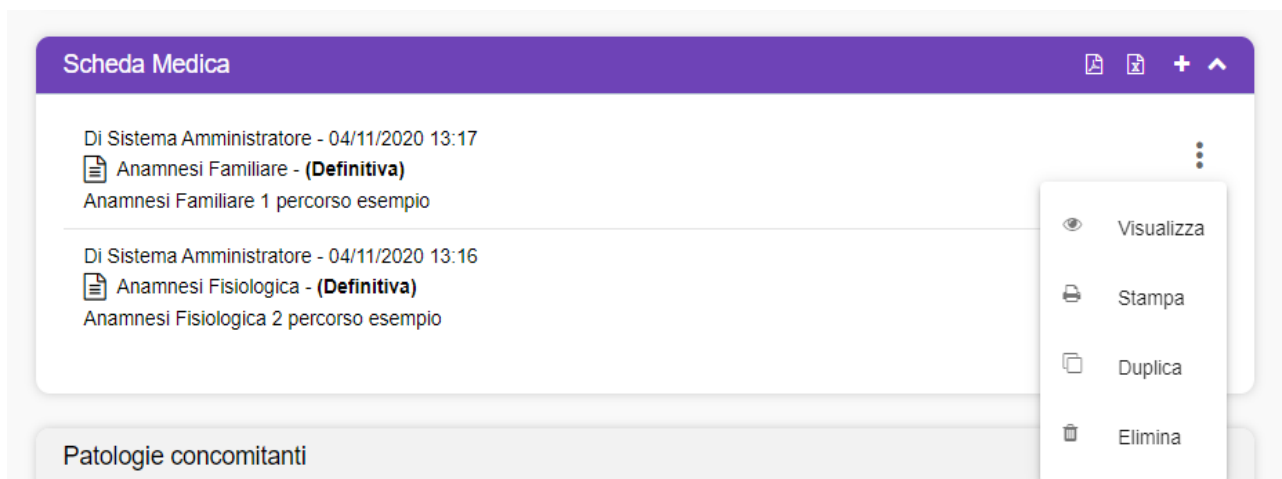 Scheda Medica
Di Sistema Amministratore - 04/11/2020 13:17
Anamnesi Familiare - (Definitiva)
Anamnesi Familiare 1 percorso esempio
Di Sistema Amministratore - 04/11/2020 13:16
Anamnesi Fisiologica - (Definitiva)
Anamnesi Fisiologica 2 percorso esempio
Visualizza
Stampa
Duplica
Elimina
Patologie concomitanti